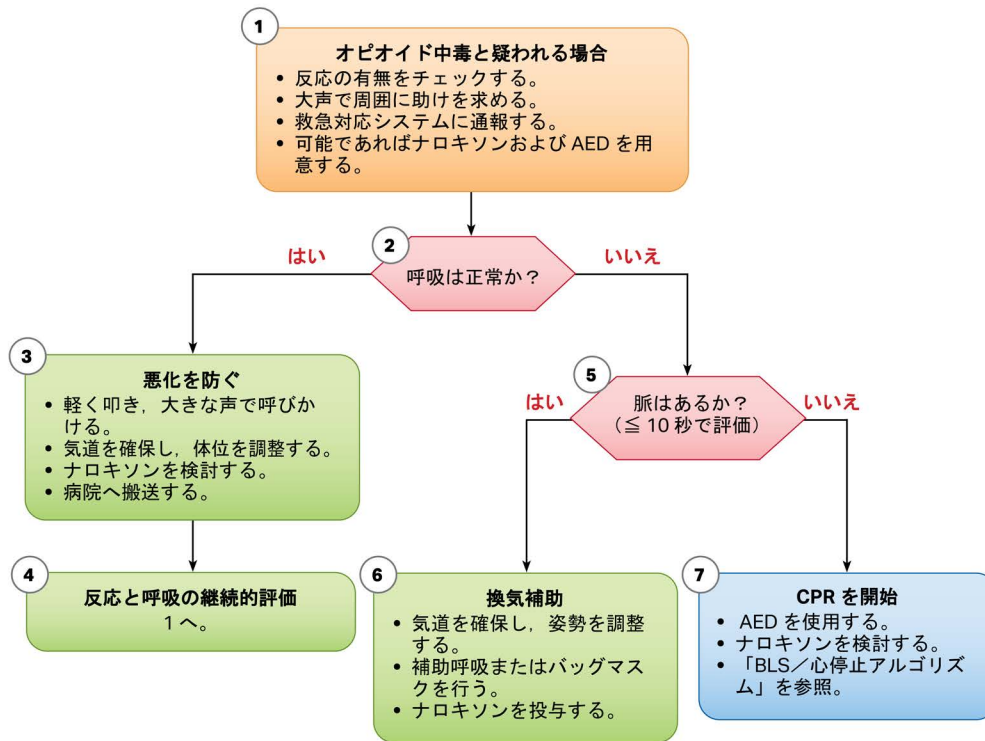 1
オピオイド中毒と疑われる場合
• 反応の有無をチェックする。
• 大声で周囲に助けを求める。
• 救急対応システムに通報する。
• 可能であればナロキソンおよび AED を用
意する。
はい
2
いいえ
呼吸は正常か？
3
悪化を防ぐ
• 軽く叩き，大きな声で呼びか
ける。
• 気道を確保し，体位を調整する。
• ナロキソンを検討する。
• 病院へ搬送する。
5
はい
脈はあるか？
いいえ
（≦ 10 秒で評価）
4
反応と呼吸の継続的評価
1 へ。
6
換気補助
• 気道を確保し，姿勢を調整
する。
• 補助呼吸またはバッグマス
クを行う。
• ナロキソンを投与する。
7
CPR を開始
• AED を使用する。
• ナロキソンを検討する。
• 「BLS／心停止アルゴリズ
ム」を参照。